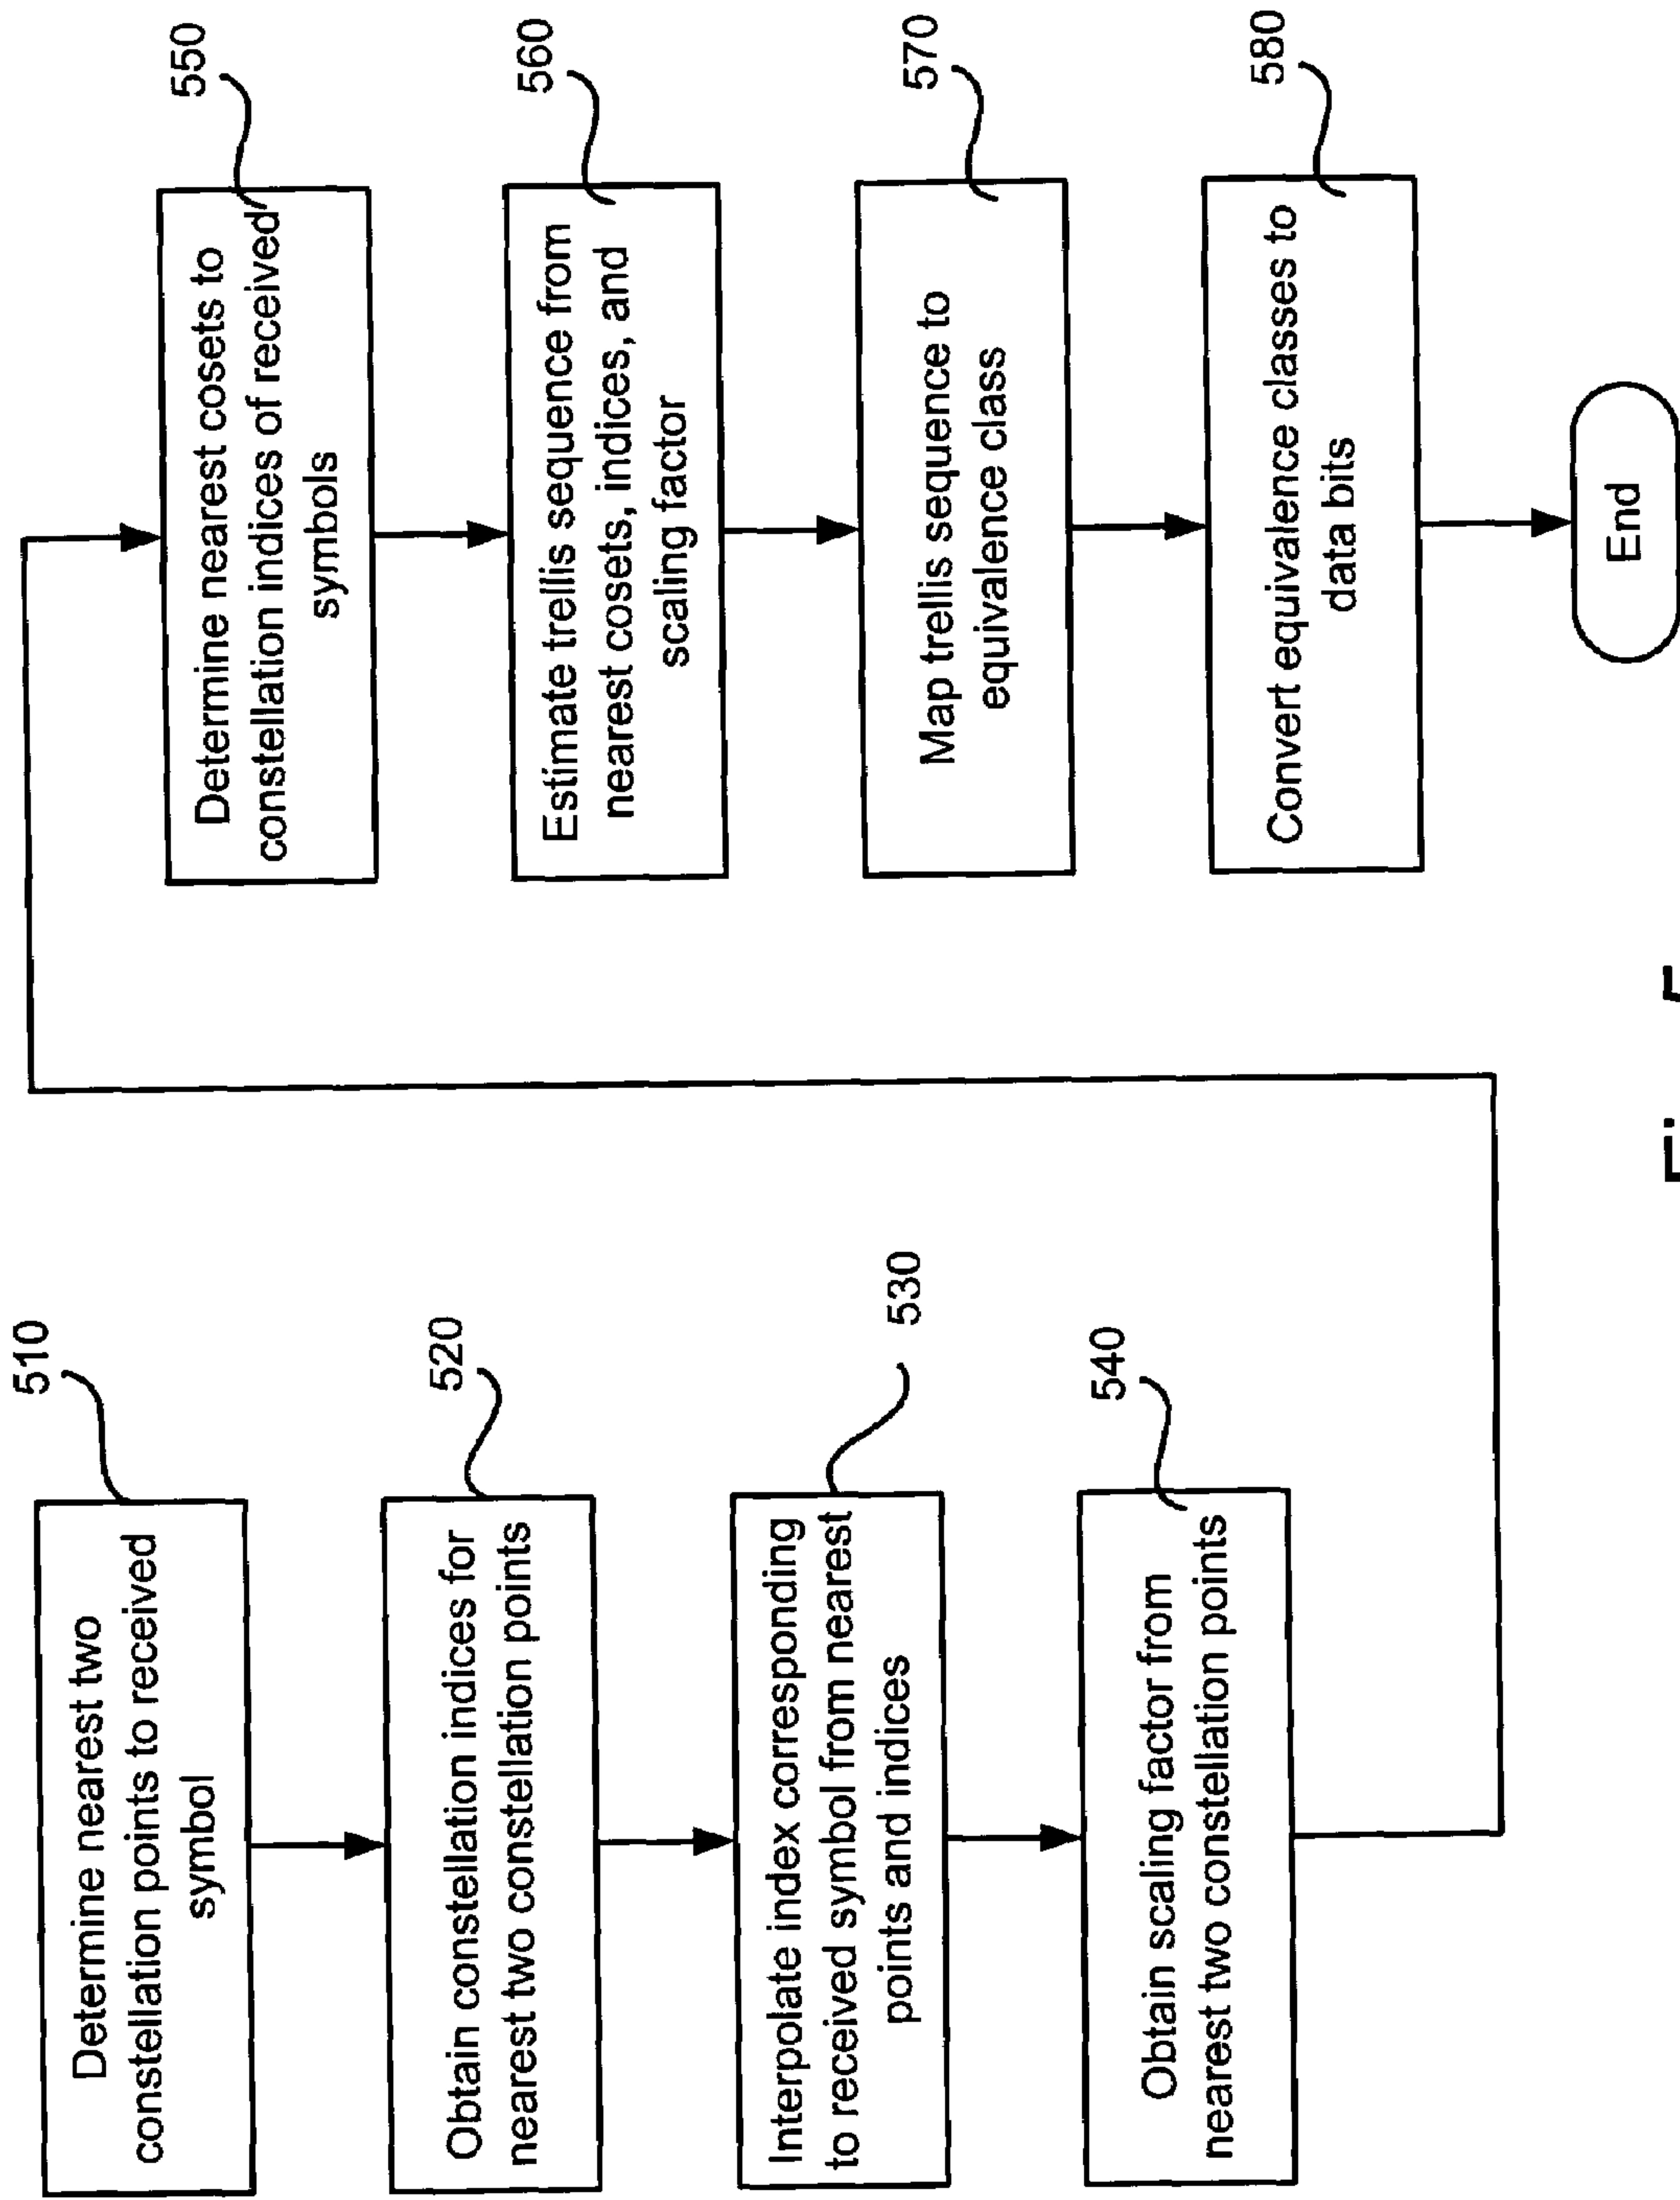 510
Determine nearest two
constellation points to received
symbol
520
Obtain constellation indices for
nearest two constellation points
530
Interpolate index corresponding
to received symbol from nearest
points and indices
540
Obtain scaling factor from
nearest two constellation points
550
Determine nearest cosets to
constellation indices of received
symbols
560
Estimate trellis sequence from
nearest cosets, indices, and
scaling factor
570
Map trellis sequence to
equivalence class
580
Convert equivalence classes to
data bits
End